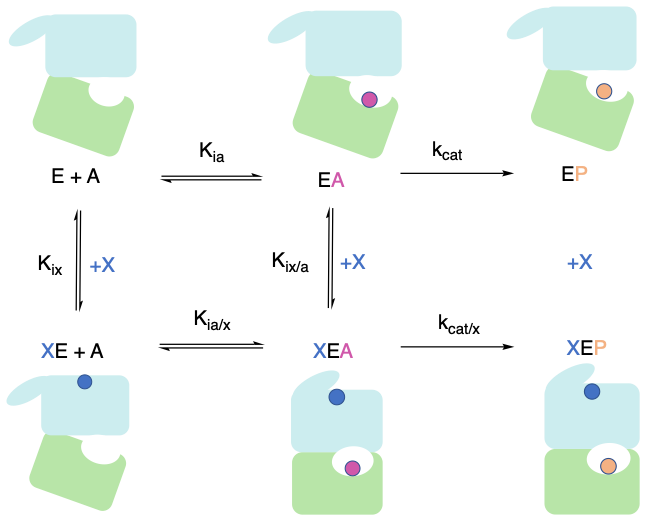 K_ia
k_cat
E + A
EA
EP
K_ix
+X
K_ix/a
+X
+X
K_ia/x
k_cat/x
XE + A
XEA
XEP